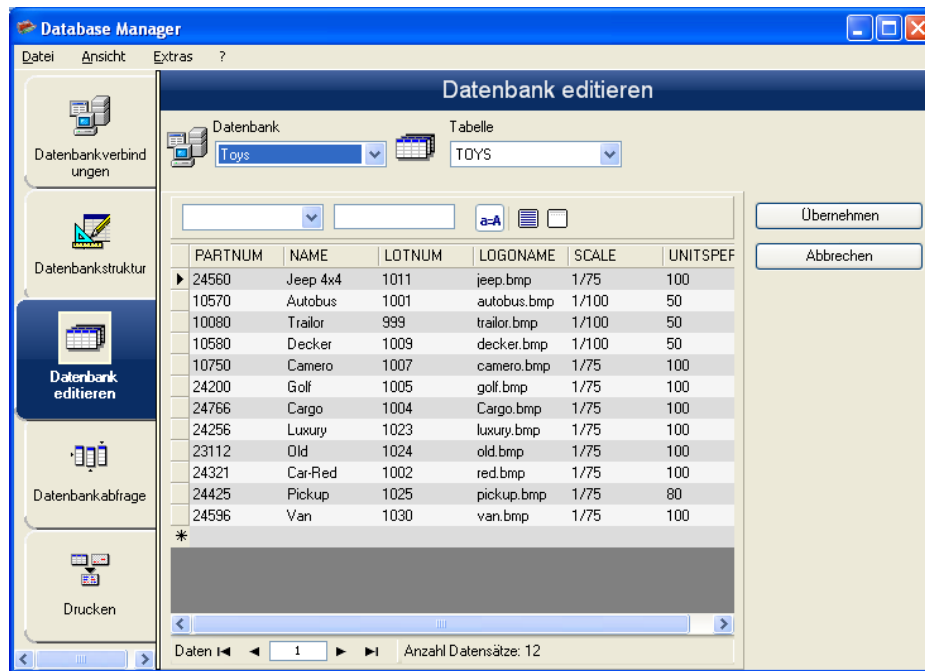 Database Manager
Datei Ansicht Extras ?
Datenbank editieren
Datenbankverbind
ungen
Datenbankstruktur
Datenbank
editieren
Datenbankabfrage
Drucken
Datenbank Tabelle
Toys TOYS
a=A
Übernehmen
Abbrechen
PARTNUM NAME LOTNUM LOGONAME SCALE UNITSPEF
24560 Jeep 4x4 1011 jeep.bmp 1/75 100
10570 Autobus 1001 autobus.bmp 1/100 50
10080 Trailor 999 trailor.bmp 1/100 50
10580 Decker 1009 decker.bmp 1/100 50
10750 Camero 1007 camero.bmp 1/75 100
24200 Golf 1005 golf.bmp 1/75 100
24766 Cargo 1004 Cargo.bmp 1/75 100
24256 Luxury 1023 luxury.bmp 1/75 100
23112 Old 1024 old.bmp 1/75 100
24321 Car-Red 1002 red.bmp 1/75 100
24425 Pickup 1025 pickup.bmp 1/75 80
24596 Van 1030 van.bmp 1/75 100
Daten 1 Anzahl Datensätze: 12